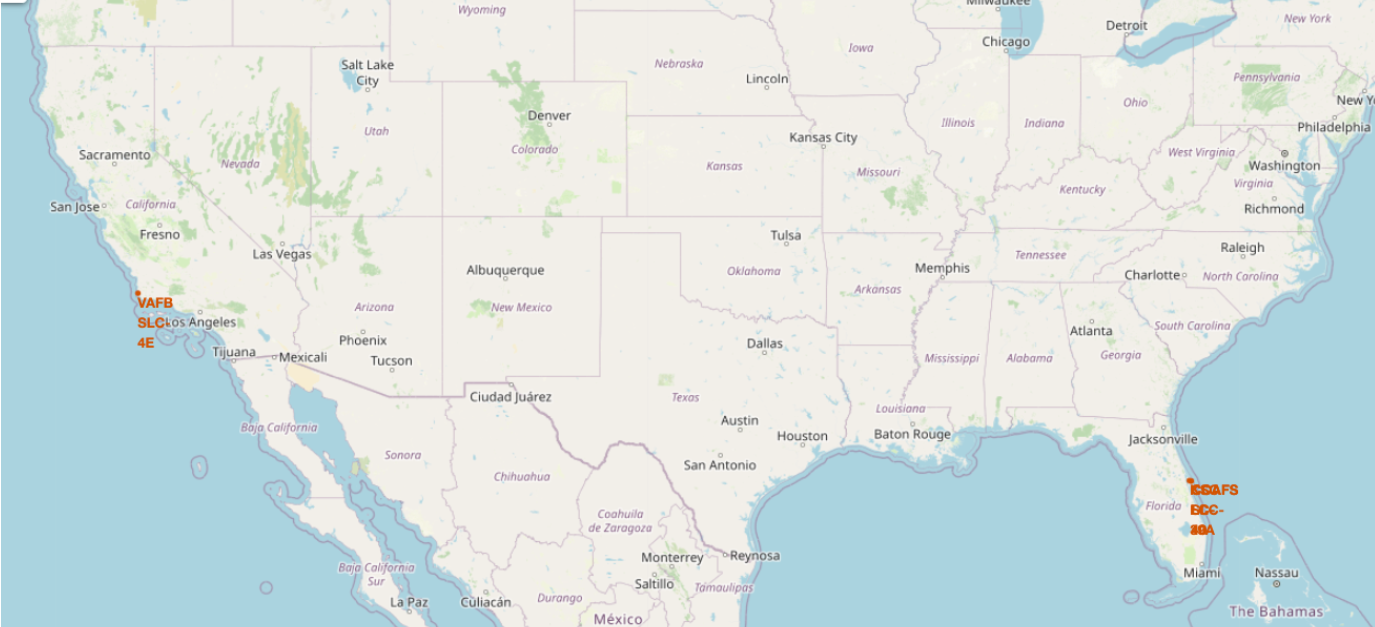 Wyoming
Milwaukee
New York
Detroit
Chicago
Iowa
Salt Lake
City
Nebraska
Lincoln
Pennsylvania
Ohio
New Y
Denver
Illinois
Indiana
Philadelphia
Utah
Kansas City
Sacramento
Colorado
West Virginia
Nevada
Kansas
Missouri
Washington
Virginia
Kentucky
San Jose
California
Richmond
Fresno
Las Vegas
Tulsa
Raleigh
Tennessee
Albuquerque
Oklahoma
Memphis
Charlotte
North Carolina
VAFB
SLC-
4E
Los Angeles
Arizona
New Mexico
Arkansas
South Carolina
Atlanta
Phoenix
Dallas
Tijuana
Mexicali
Tucson
Mississippi
Alabama
Georgia
Ciudad Juárez
Texas
Louisiana
Austin
Baja California
Houston
Baton Rouge
Jacksonville
Sonora
San Antonio
Chihuahua
Florida
Coahuila
de Zaragoza
Monterrey
Reynosa
Baja California
Sur
Saltillo
Tamaulipas
Miami
Nassau
La Paz
Culiacán
Durango
México
The Bahamas